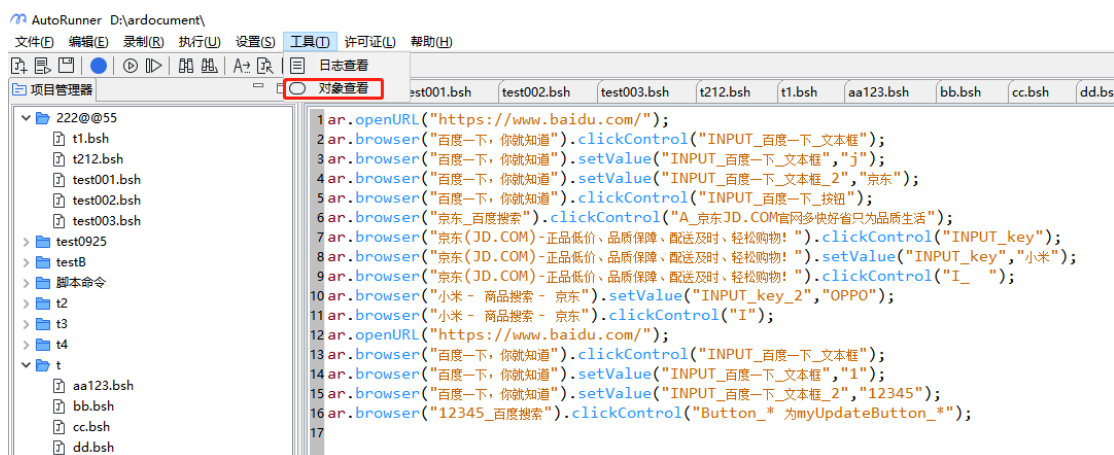 AutoRunner D:\ardocument\
文件(F) 编辑(E) 录制(R) 执行(U) 设置(S) 工具(T) 许可证(L) 帮助(H)
日志查看
对象查看
项目管理器
est001.bsh test002.bsh test003.bsh t212.bsh t1.bsh aa123.bsh bb.bsh cc.bsh dd.bs
222@@55
t1.bsh
t212.bsh
test001.bsh
test002.bsh
test003.bsh
test0925
testB
脚本命令
t2
t3
t4
t
aa123.bsh
bb.bsh
cc.bsh
dd.bsh
1 ar.openURL("https://www.baidu.com/");
2 ar.browser("百度一下，你就知道").clickControl("INPUT_百度一下_文本框");
3 ar.browser("百度一下，你就知道").setValue("INPUT_百度一下_文本框","j");
4 ar.browser("百度一下，你就知道").setValue("INPUT_百度一下_文本框_2","京东");
5 ar.browser("百度一下，你就知道").clickControl("INPUT_百度一下_按钮");
6 ar.browser("京东_百度搜索").clickControl("A_京东JD.COM官网多快好省只为品质生活");
7 ar.browser("京东(JD.COM)-正品低价、品质保障、配送及时、轻松购物！").clickControl("INPUT_key");
8 ar.browser("京东(JD.COM)-正品低价、品质保障、配送及时、轻松购物！").setValue("INPUT_key","小米");
9 ar.browser("京东(JD.COM)-正品低价、品质保障、配送及时、轻松购物！").clickControl("I_  ");
10 ar.browser("小米 - 商品搜索 - 京东").setValue("INPUT_key_2","OPPO");
11 ar.browser("小米 - 商品搜索 - 京东").clickControl("I");
12 ar.openURL("https://www.baidu.com/");
13 ar.browser("百度一下，你就知道").clickControl("INPUT_百度一下_文本框");
14 ar.browser("百度一下，你就知道").setValue("INPUT_百度一下_文本框","1");
15 ar.browser("百度一下，你就知道").setValue("INPUT_百度一下_文本框_2","12345");
16 ar.browser("12345_百度搜索").clickControl("Button_* 为myUpdateButton_*");
17